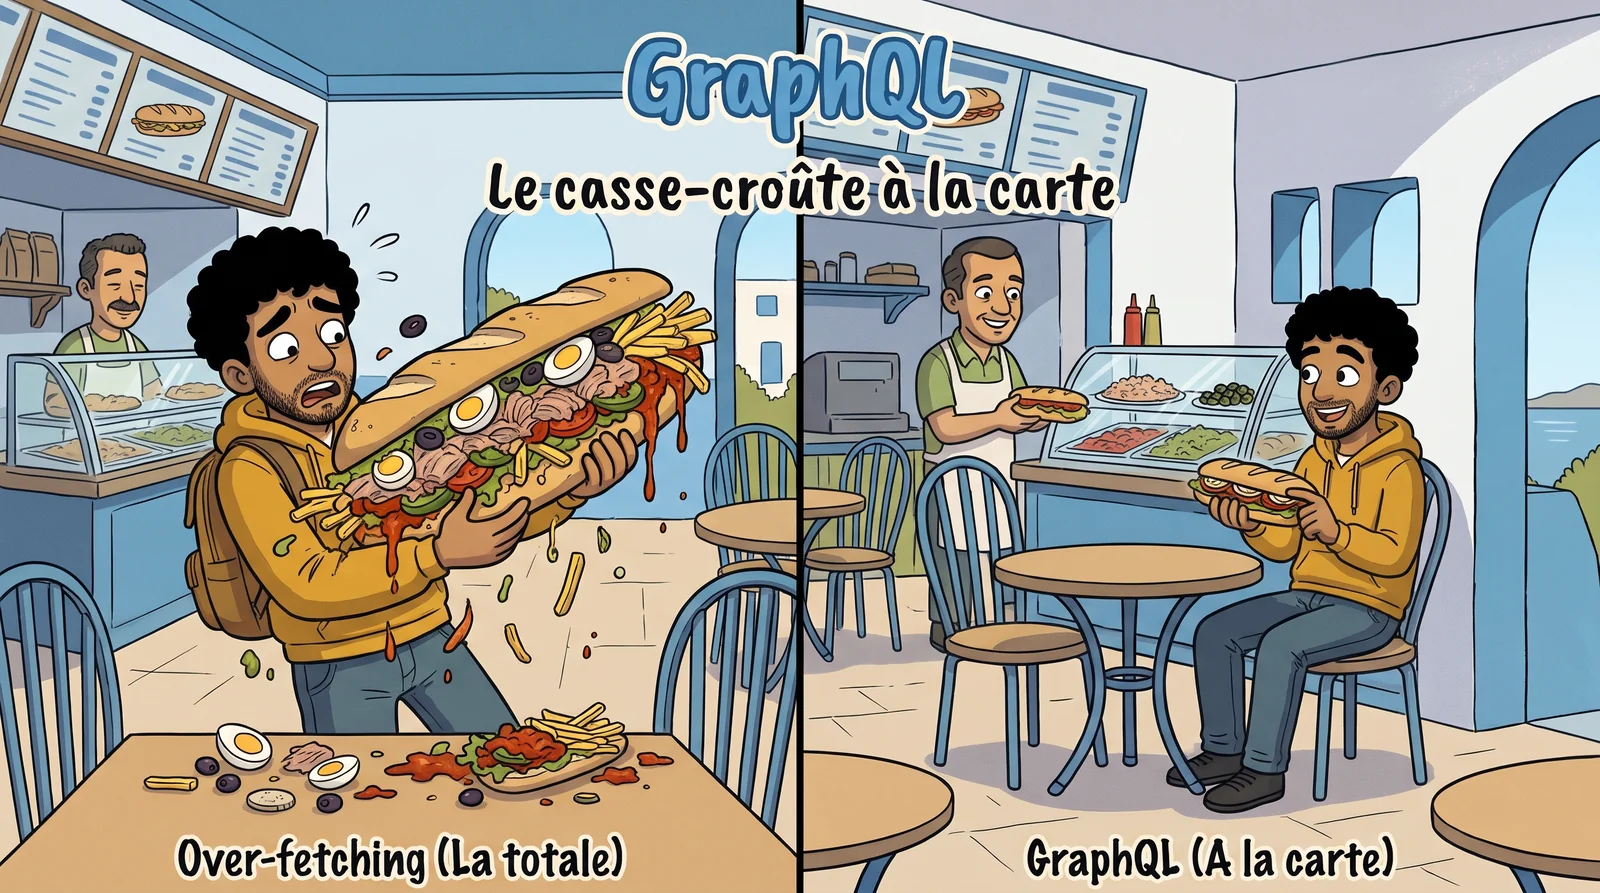 GraphQL
Le casse-croûte à la carte
Over-fetching (La totale)
GraphQL (A la carte)